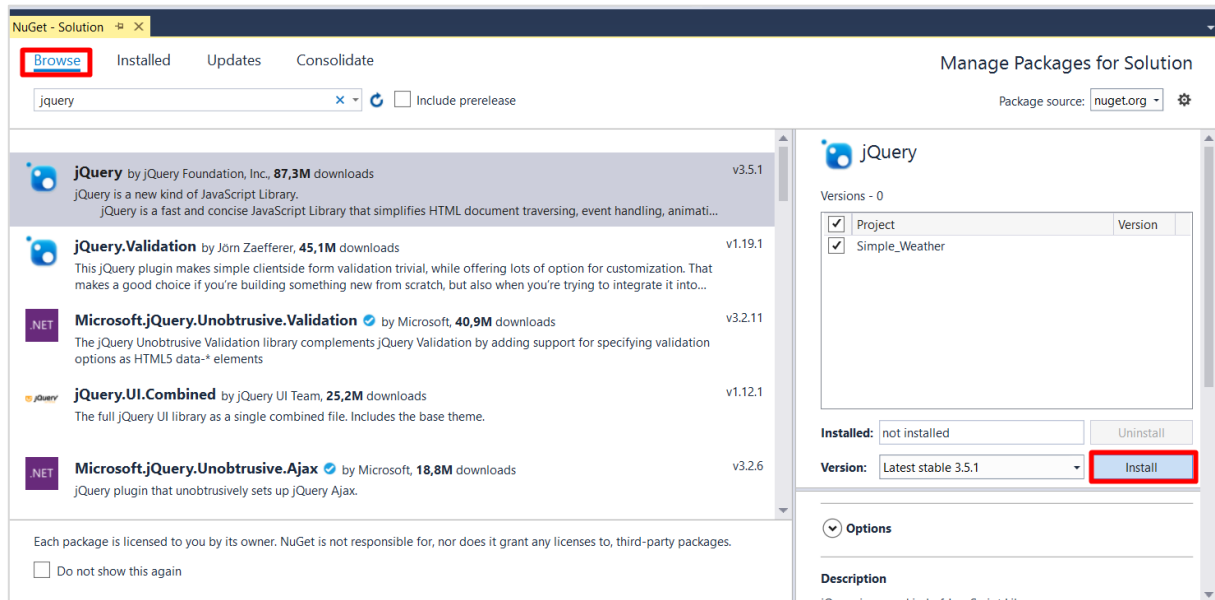 NuGet - Solution
Browse Installed Updates Consolidate
Manage Packages for Solution
jquery
Include prerelease
Package source: nuget.org
jQuery by jQuery Foundation, Inc., 87,3M downloads v3.5.1
jQuery is a new kind of JavaScript Library.
jQuery is a fast and concise JavaScript Library that simplifies HTML document traversing, event handling, animati...
jQuery.Validation by Jörn Zaefferer, 45,1M downloads v1.19.1
This jQuery plugin makes simple clientside form validation trivial, while offering lots of option for customization. That
makes a good choice if you're building something new from scratch, but also when you're trying to integrate it into...
.NET
Microsoft.jQuery.Unobtrusive.Validation by Microsoft, 40,9M downloads v3.2.11
The jQuery Unobtrusive Validation library complements jQuery Validation by adding support for specifying validation
options as HTML5 data-* elements
jQuery
jQuery.UI.Combined by jQuery UI Team, 25,2M downloads v1.12.1
The full jQuery UI library as a single combined file. Includes the base theme.
.NET
Microsoft.jQuery.Unobtrusive.Ajax by Microsoft, 18,8M downloads v3.2.6
jQuery plugin that unobtrusively sets up jQuery Ajax.
Each package is licensed to you by its owner. NuGet is not responsible for, nor does it grant any licenses to, third-party packages.
Do not show this again
jQuery
Versions - 0
Project Version
Simple_Weather
Installed: not installed Uninstall
Version: Latest stable 3.5.1 Install
Options
Description